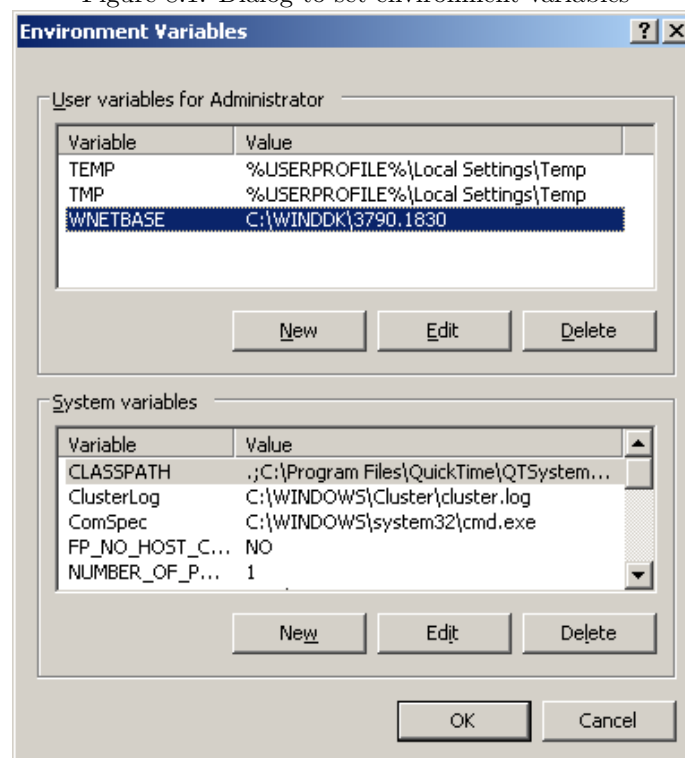 Figure 8.1: Dialog to set environment variables
Environment Variables
User variables for Administrator
Variable Value
TEMP %USERPROFILE%\Local Settings\Temp
TMP %USERPROFILE%\Local Settings\Temp
WNETBASE C:\WINDDK\3790.1830
New Edit Delete
System variables
Variable Value
CLASSPATH .;C:\Program Files\QuickTime\QTSystem...
ClusterLog C:\WINDOWS\Cluster\cluster.log
ComSpec C:\WINDOWS\system32\cmd.exe
FP_NO_HOST_C... NO
NUMBER_OF_P... 1
New Edit Delete
OK Cancel